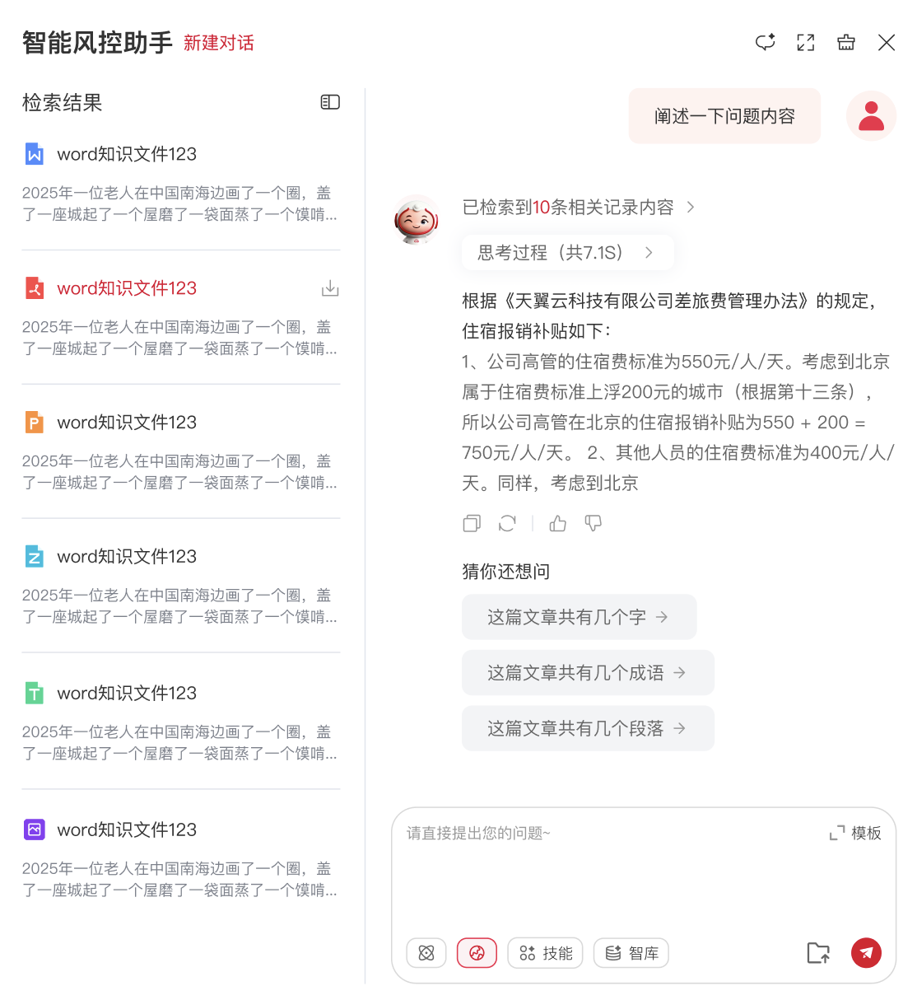 智能风控助手 新建对话
检索结果
word知识文件123
2025年一位老人在中国南海边画了一个圈，盖
了一座城起了一个屋磨了一袋面蒸了一个馍啃...
word知识文件123
2025年一位老人在中国南海边画了一个圈，盖
了一座城起了一个屋磨了一袋面蒸了一个馍啃...
word知识文件123
2025年一位老人在中国南海边画了一个圈，盖
了一座城起了一个屋磨了一袋面蒸了一个馍啃...
word知识文件123
2025年一位老人在中国南海边画了一个圈，盖
了一座城起了一个屋磨了一袋面蒸了一个馍啃...
word知识文件123
2025年一位老人在中国南海边画了一个圈，盖
了一座城起了一个屋磨了一袋面蒸了一个馍啃...
word知识文件123
2025年一位老人在中国南海边画了一个圈，盖
了一座城起了一个屋磨了一袋面蒸了一个馍啃...
阐述一下问题内容
已检索到10条相关记录内容
思考过程（共7.1S）
根据《天翼云科技有限公司差旅费管理办法》的规定，
住宿报销补贴如下：
1、公司高管的住宿费标准为550元/人/天。考虑到北京
属于住宿费标准上浮200元的城市（根据第十三条），
所以公司高管在北京的住宿报销补贴为550 + 200 =
750元/人/天。 2、其他人员的住宿费标准为400元/人/
天。同样，考虑到北京
猜你还想问
这篇文章共有几个字
这篇文章共有几个成语
这篇文章共有几个段落
请直接提出您的问题~
模板
技能
智库